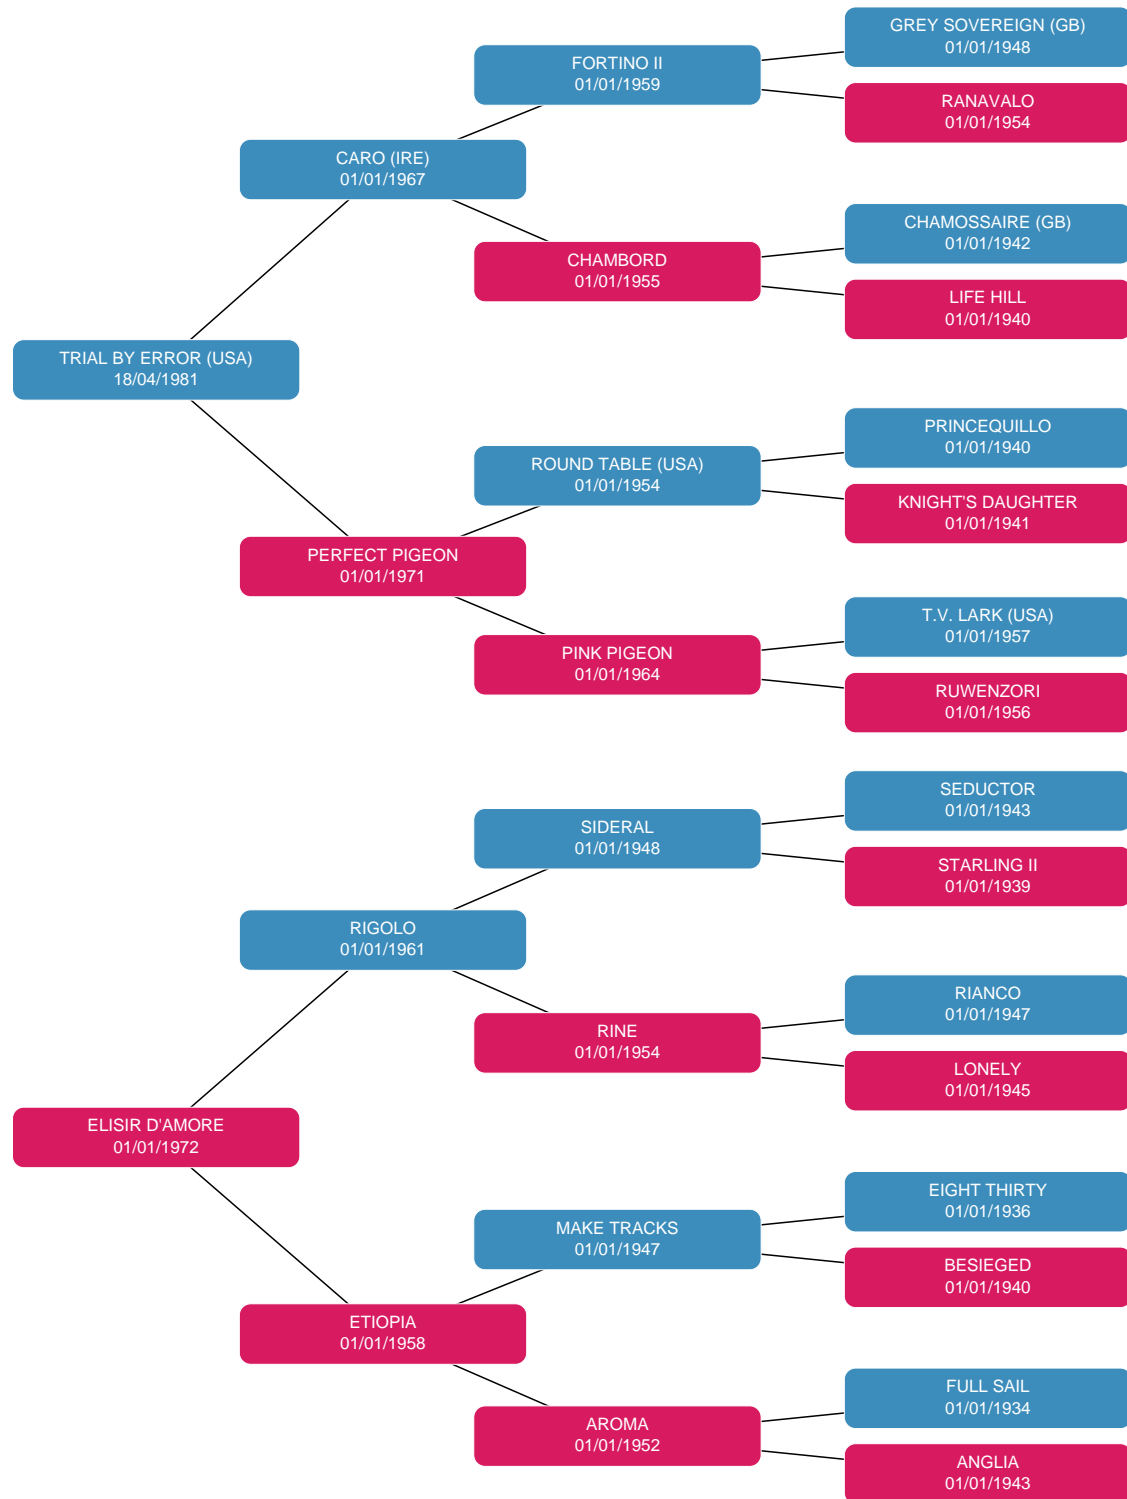 GREY SOVEREIGN (GB)
01/01/1948
FORTINO II
01/01/1959
RANAVALO
01/01/1954
CARO (IRE)
01/01/1967
CHAMOSSAIRE (GB)
01/01/1942
CHAMBORD
01/01/1955
LIFE HILL
01/01/1940
TRIAL BY ERROR (USA)
18/04/1981
PRINCEQUILLO
01/01/1940
ROUND TABLE (USA)
01/01/1954
KNIGHT'S DAUGHTER
01/01/1941
PERFECT PIGEON
01/01/1971
T.V. LARK (USA)
01/01/1957
PINK PIGEON
01/01/1964
RUWENZORI
01/01/1956
SEDUCTOR
01/01/1943
SIDERAL
01/01/1948
STARLING II
01/01/1939
RIGOLO
01/01/1961
RIANCO
01/01/1947
RINE
01/01/1954
LONELY
01/01/1945
ELISIR D'AMORE
01/01/1972
EIGHT THIRTY
01/01/1936
MAKE TRACKS
01/01/1947
BESIEGED
01/01/1940
ETIOPIA
01/01/1958
FULL SAIL
01/01/1934
AROMA
01/01/1952
ANGLIA
01/01/1943